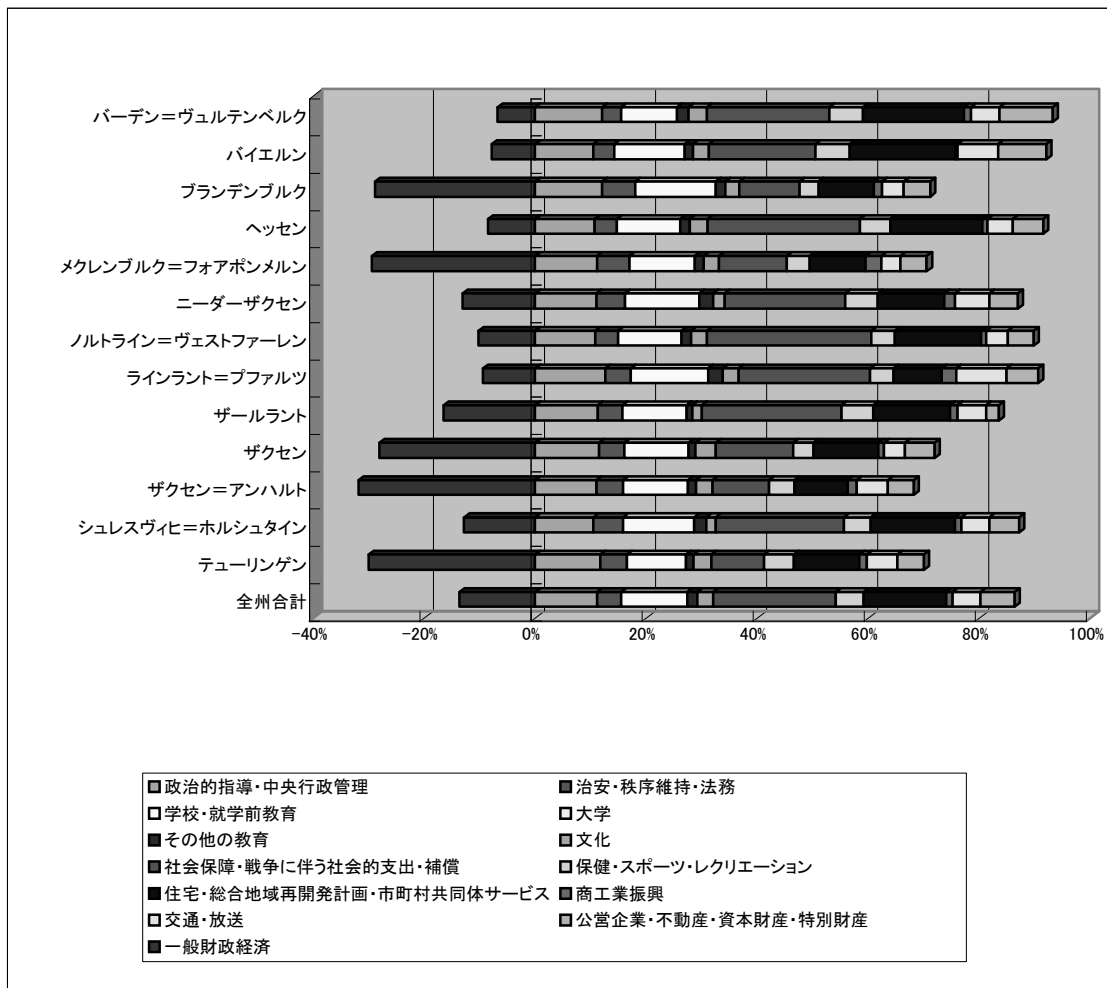 バーデン＝ヴュルテンベルク
バイエルン
ブランデンブルク
ヘッセン
メクレンブルク＝フォアポンメルン
ニーダーザクセン
ノルトライン＝ヴェストファーレン
ラインラント＝プファルツ
ザールラント
ザクセン
ザクセン＝アンハルト
シュレスヴィヒ＝ホルシュタイン
テューリンゲン
全州合計
-40% -20% 0% 20% 40% 60% 80% 100%
政治的指導・中央行政管理 治安・秩序維持・法務
学校・就学前教育 大学
その他の教育 文化
社会保障・戦争に伴う社会的支出・補償 保健・スポーツ・レクリエーション
住宅・総合地域再開発計画・市町村共同体サービス 商工業振興
交通・放送 公営企業・不動産・資本財産・特別財産
一般財政経済